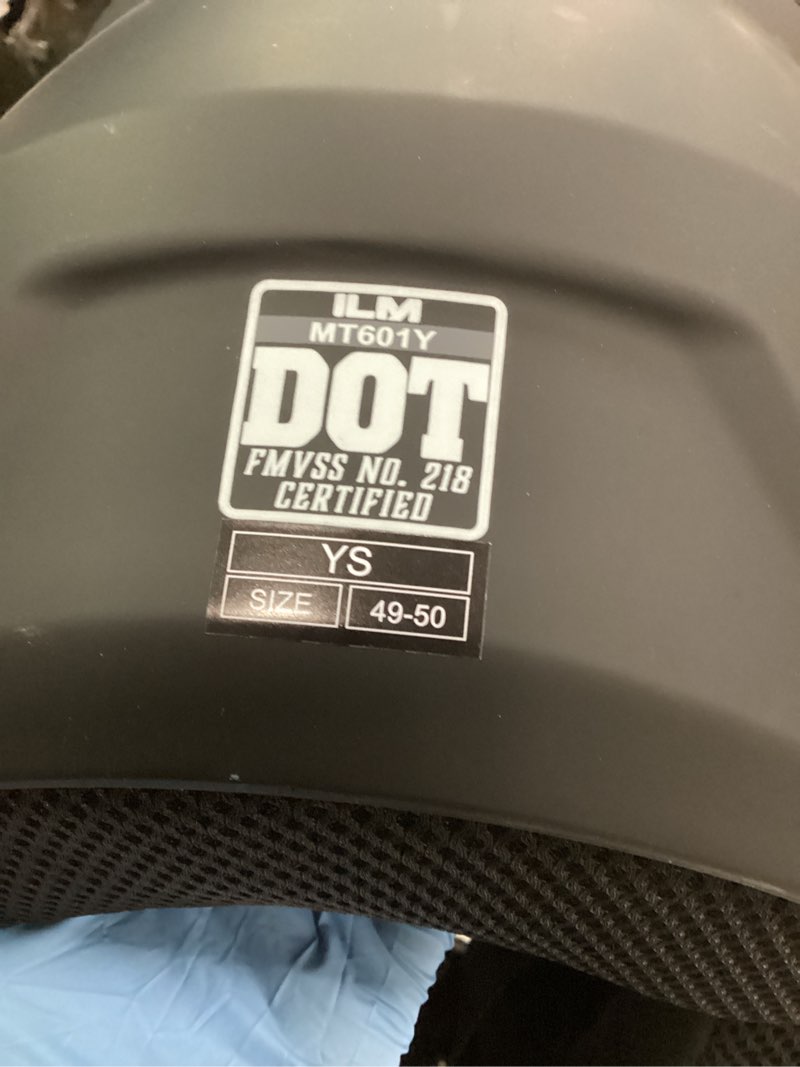 ILM
MT601Y
DOT
FMVSS NO. 218
CERTIFIED
YS
SIZE
49-50